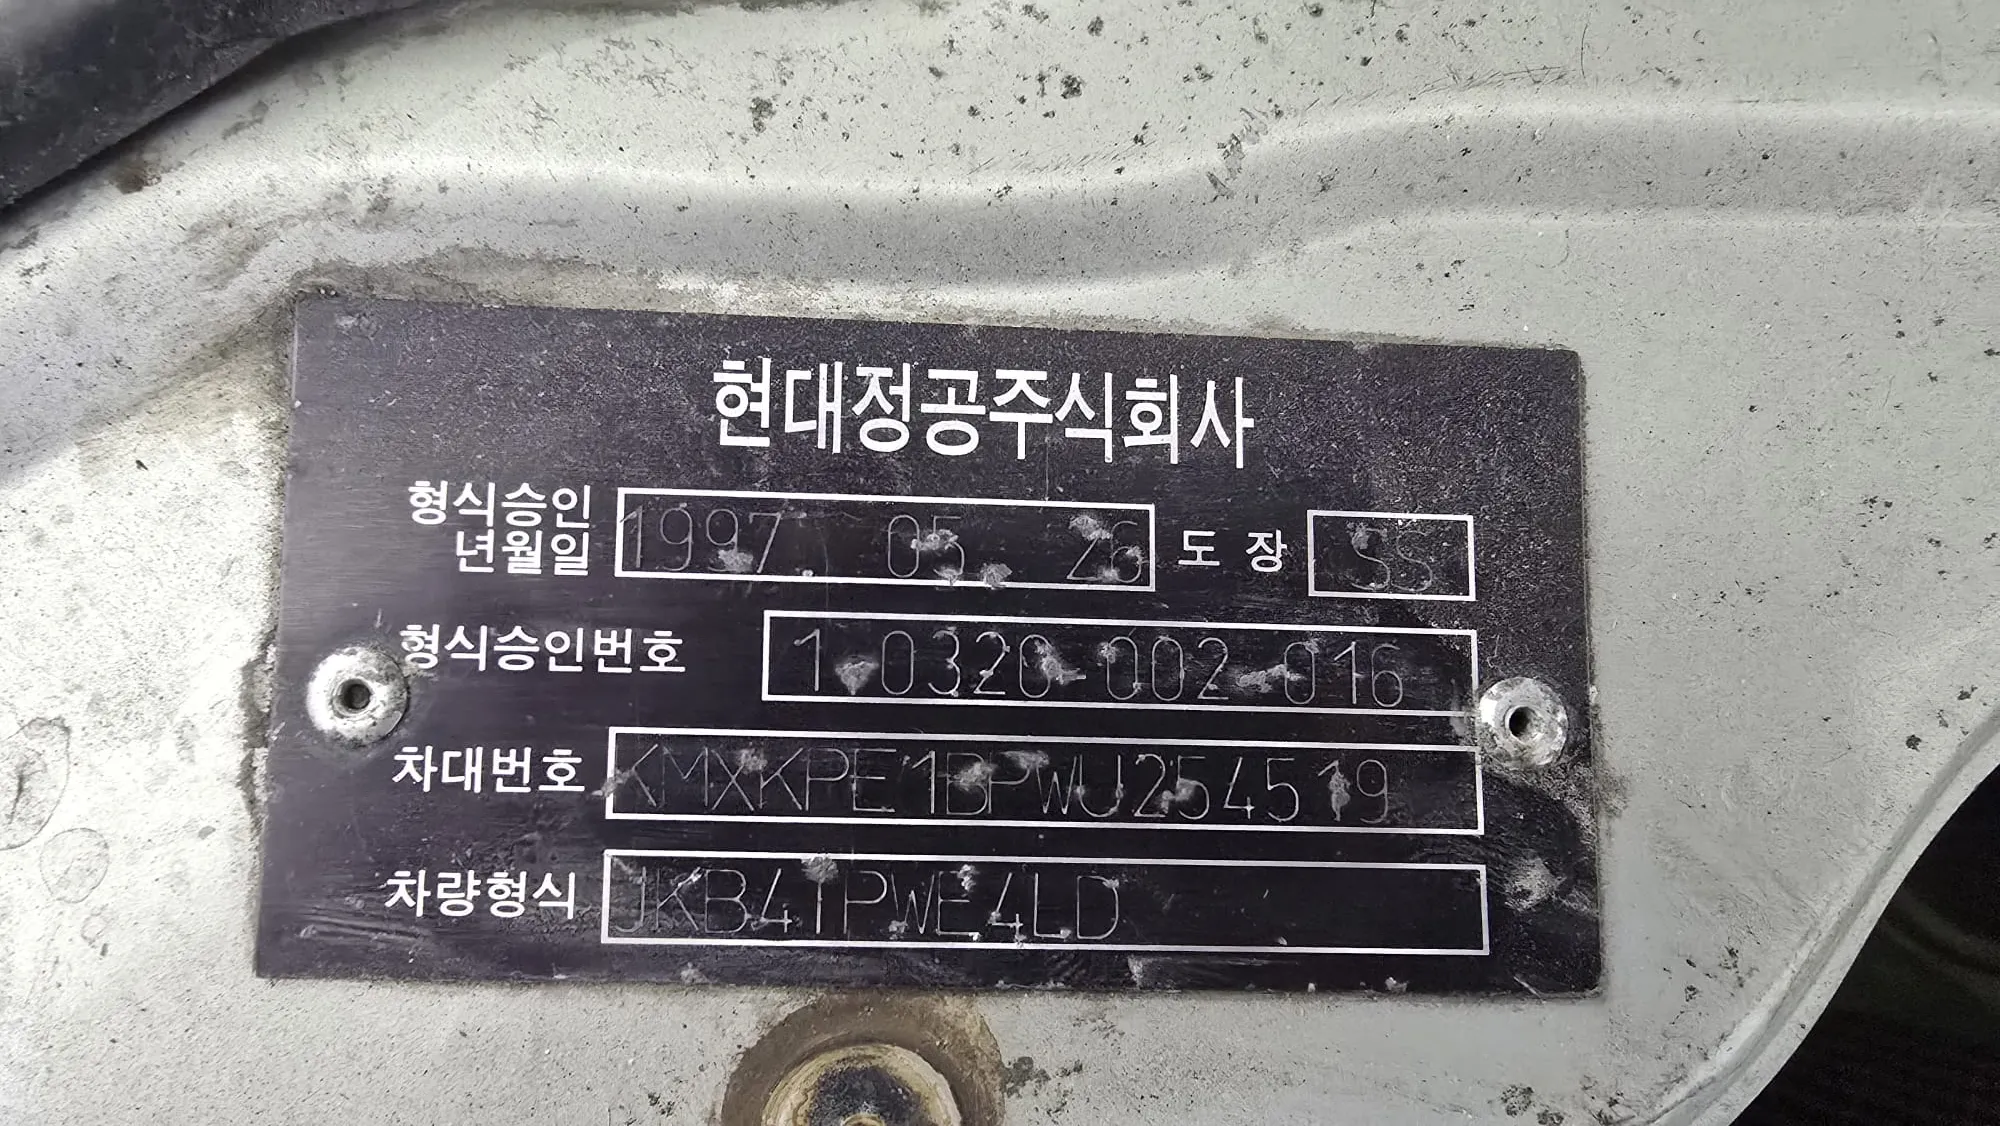 현대정공주식회사
형식승인년월일 1997. 05. 26 도 장 SS
형식승인번호 1-0320-002-016
차대번호 KMXKPE1BPWU254519
차량형식 JKB41PWE4LD